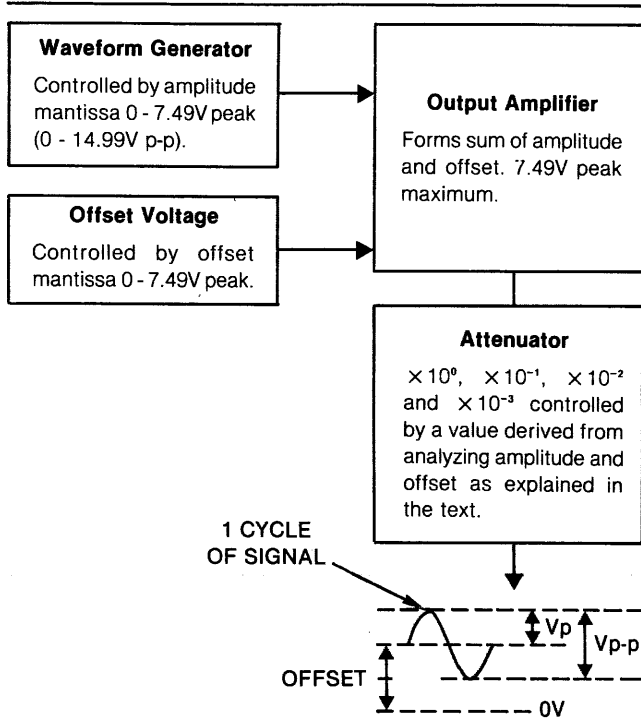 Waveform Generator
Controlled by amplitude
mantissa 0 - 7.49V peak
(0 - 14.99V p-p).
Offset Voltage
Controlled by offset
mantissa 0 - 7.49V peak.
Output Amplifier
Forms sum of amplitude
and offset. 7.49V peak
maximum.
Attenuator
×10⁰, ×10⁻¹, ×10⁻²
and ×10⁻³ controlled
by a value derived from
analyzing amplitude and
offset as explained in
the text.
1 CYCLE
OF SIGNAL
Vp
Vp-p
OFFSET
0V